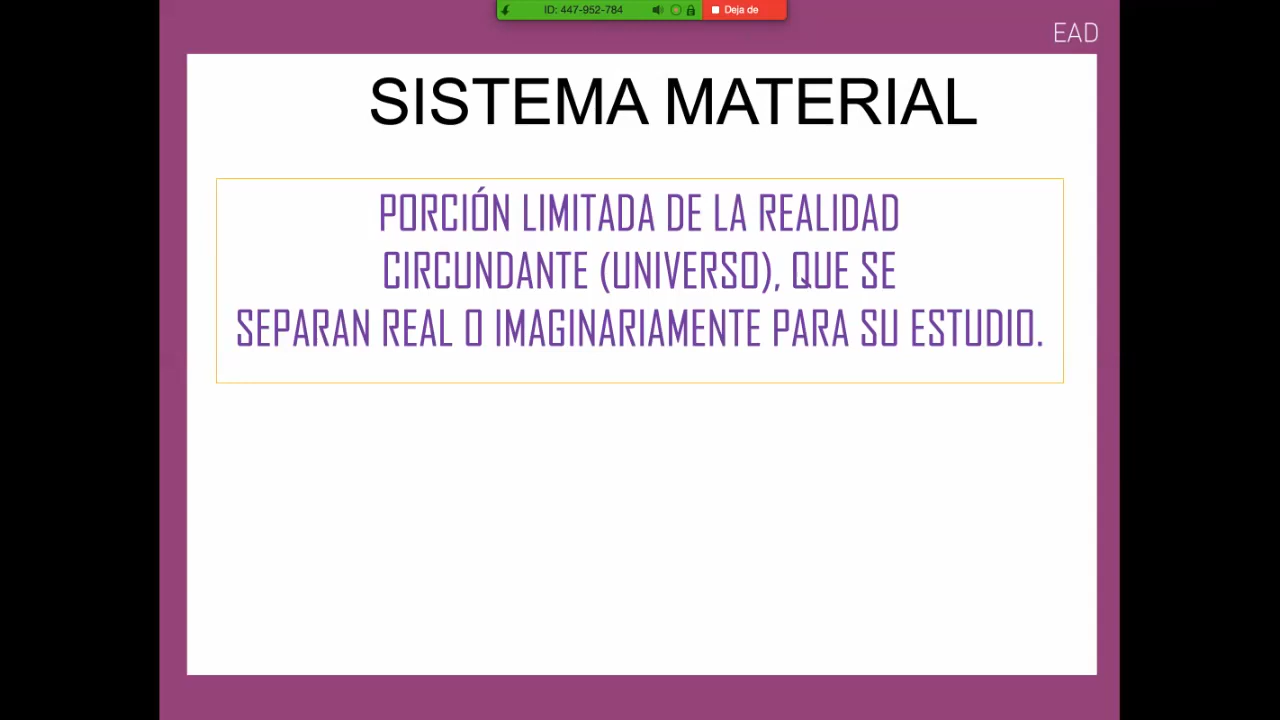 ID: 447-952-784
Deja de
EAD
SISTEMA MATERIAL
PORCIÓN LIMITADA DE LA REALIDAD
CIRCUNDANTE (UNIVERSO), QUE SE
SEPARAN REAL O IMAGINARIAMENTE PARA SU ESTUDIO.